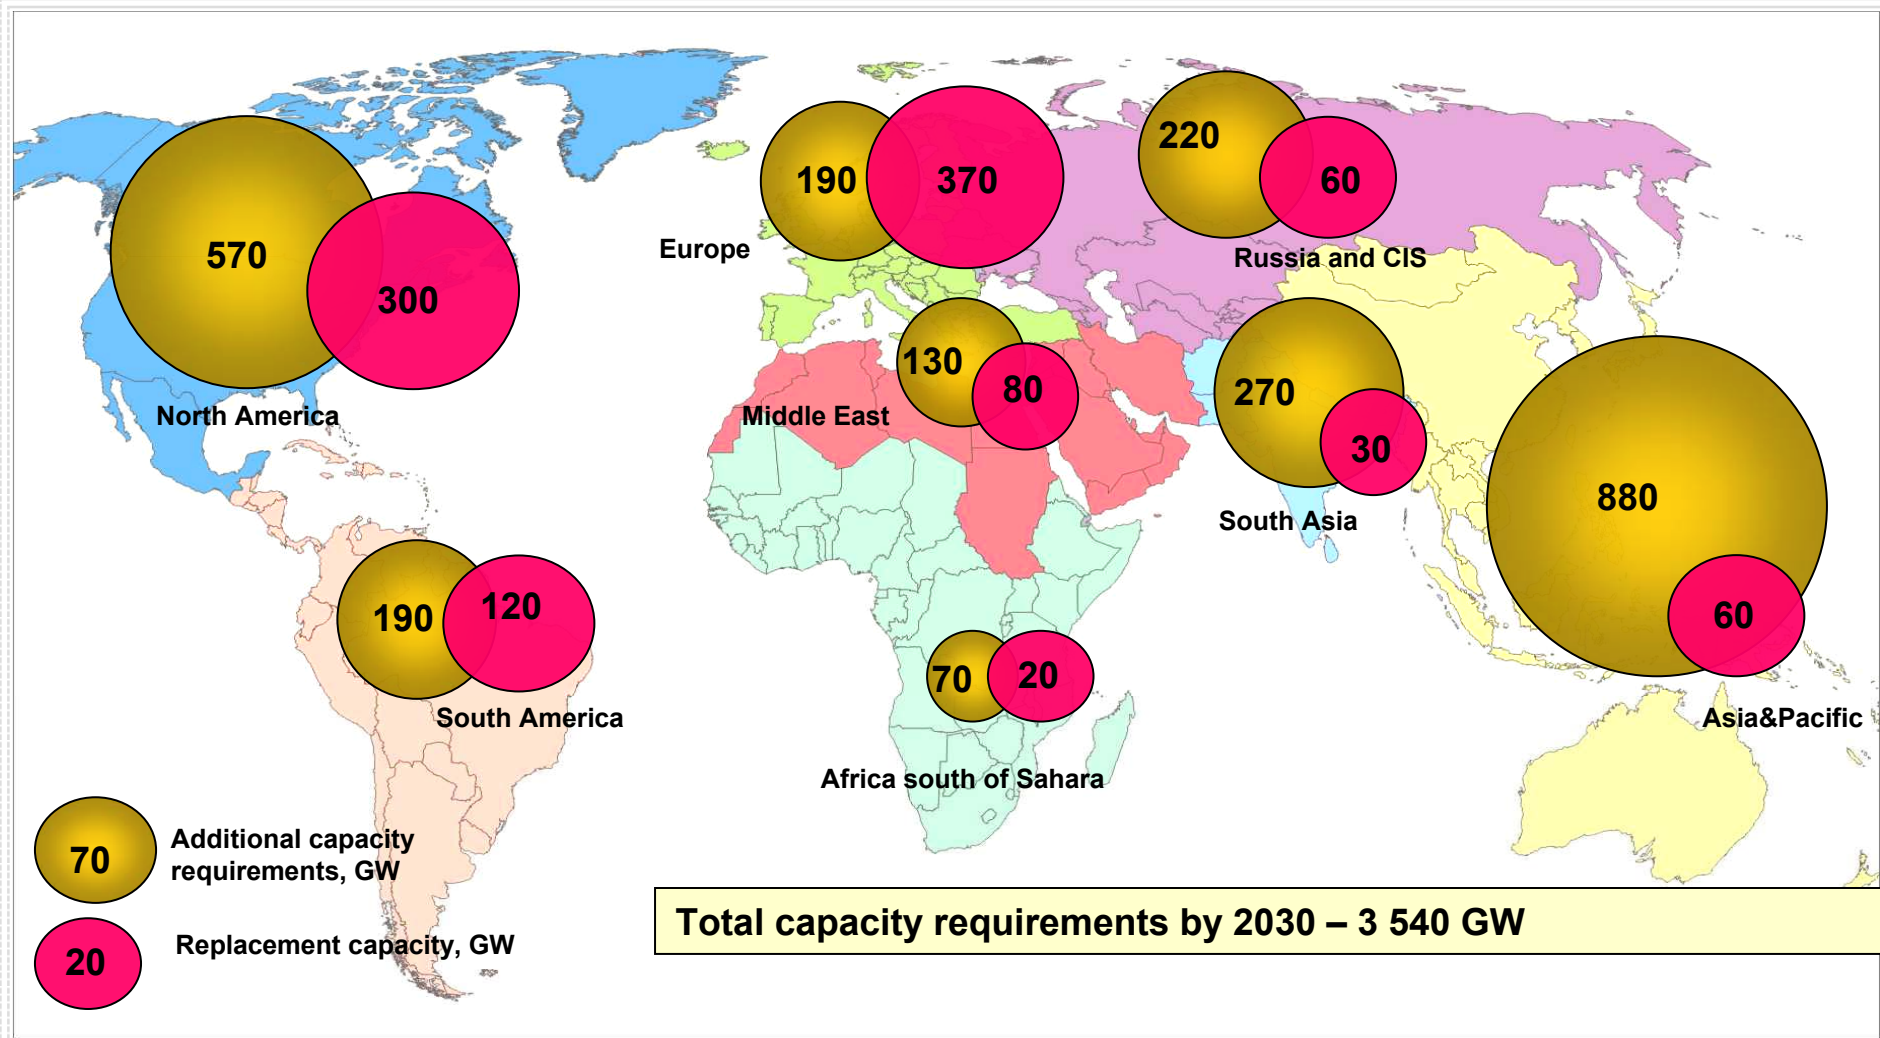 220
190
370
60
Europe
Russia and CIS
570
300
130
80
270
North America
Middle East
30
880
South Asia
190
120
60
70
20
South America
Asia&Pacific
Africa south of Sahara
70
Additional capacity
requirements, GW
Total capacity requirements by 2030 – 3 540 GW
20
Replacement capacity, GW